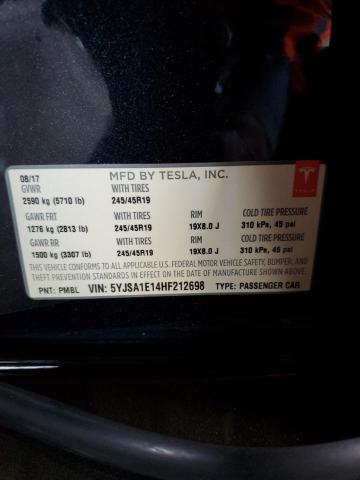 08/17 MFD BY TESLA, INC.
GVWR WITH TIRES
2590 kg (5710 lb) 245/45R19
GAWR FRT WITH TIRES RIM COLD TIRE PRESSURE
1276 kg (2813 lb) 245/45R19 19X8.0 J 310 kPa, 45 psi
GAWR RR WITH TIRES RIM COLD TIRE PRESSURE
1500 kg (3307 lb) 245/45R19 19X8.0 J 310 kPa, 45 psi
THIS VEHICLE CONFORMS TO ALL APPLICABLE U.S. FEDERAL MOTOR VEHICLE SAFETY, BUMPER, AND
THEFT PREVENTION STANDARDS IN EFFECT ON THE DATE OF MANUFACTURE SHOWN ABOVE.
PNT: PMBL VIN: 5YJSA1E14HF212698 TYPE: PASSENGER CAR
TESLA